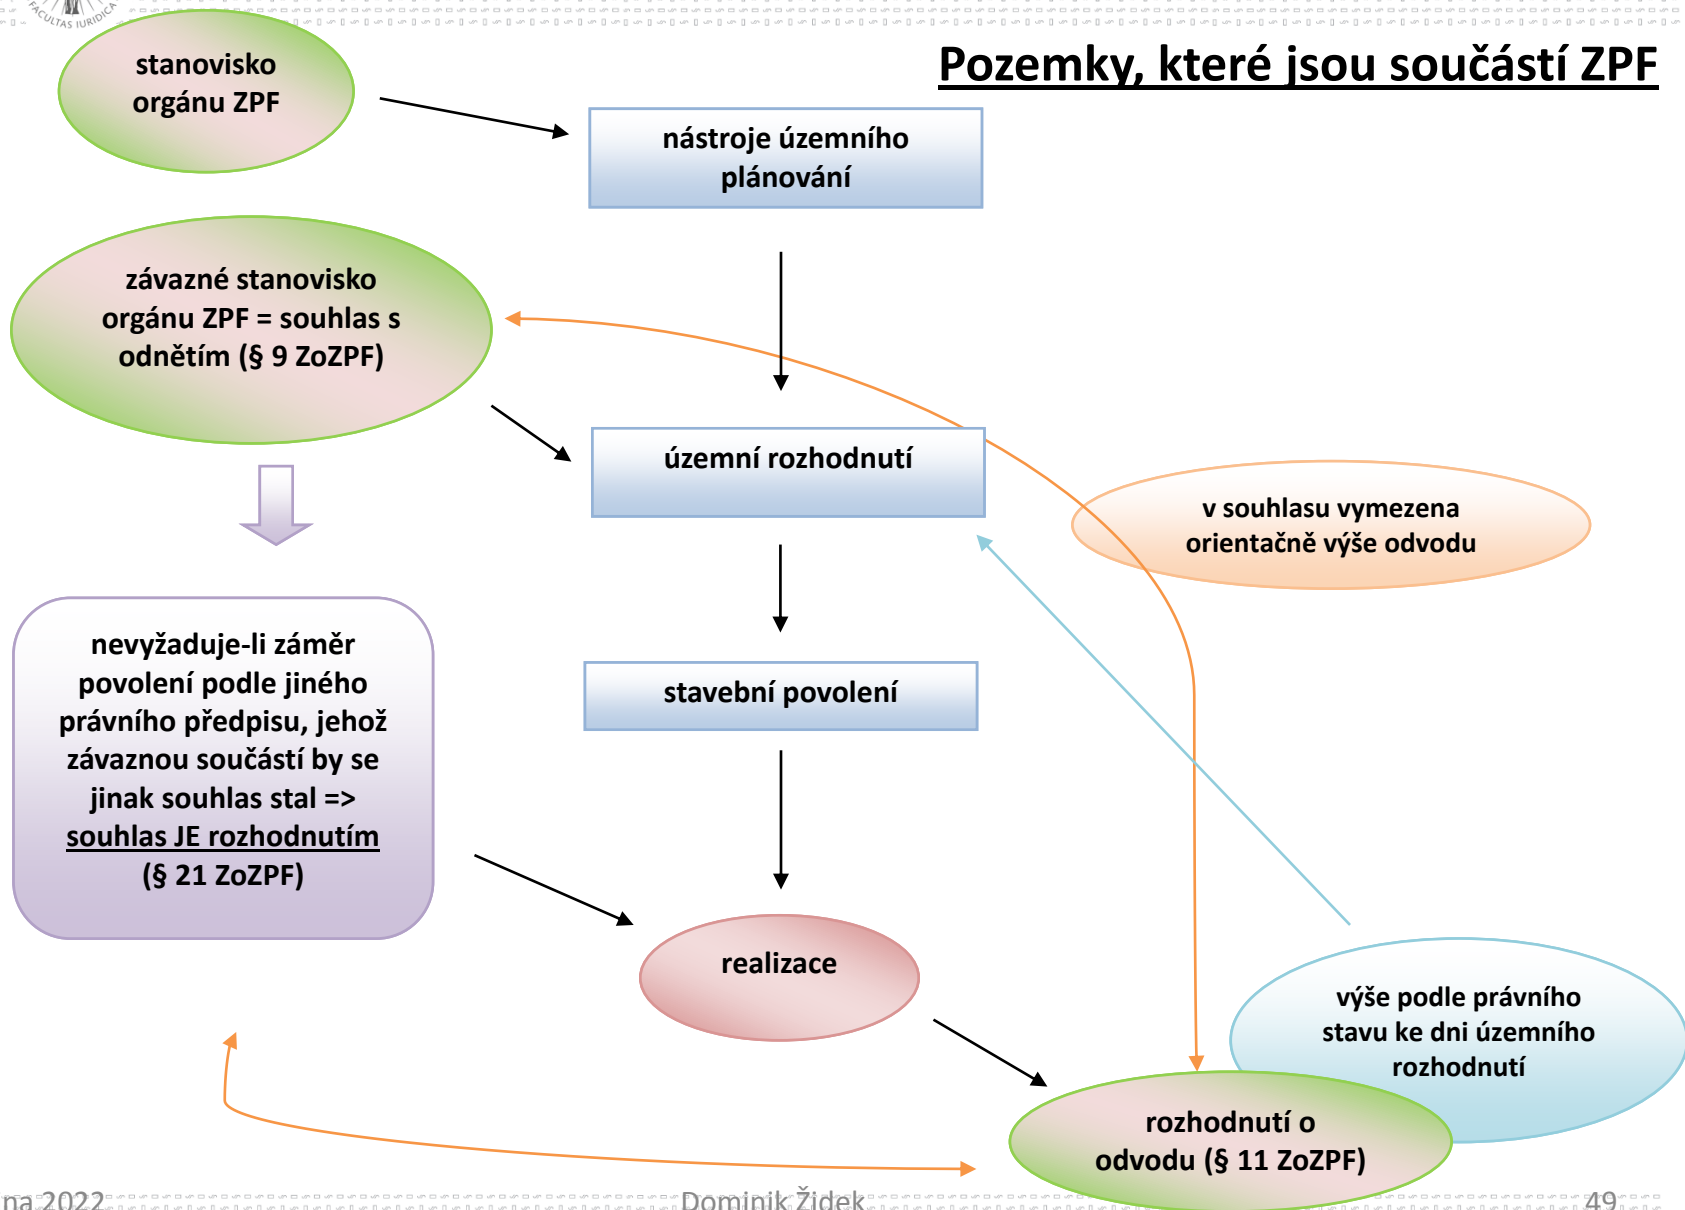 FACULTAS IURIDICA
Pozemky, které jsou součástí ZPF
stanovisko
orgánu ZPF
nástroje územního
plánování
závazné stanovisko
orgánu ZPF = souhlas s
odnětím (§ 9 ZoZPF)
územní rozhodnutí
v souhlasu vymezena
orientačně výše odvodu
nevyžaduje-li záměr
povolení podle jiného
právního předpisu, jehož
závaznou součástí by se
jinak souhlas stal =>
souhlas JE rozhodnutím
(§ 21 ZoZPF)
stavební povolení
realizace
výše podle právního
stavu ke dni územního
rozhodnutí
rozhodnutí o
odvodu (§ 11 ZoZPF)
na 2022
Dominik Židek
49